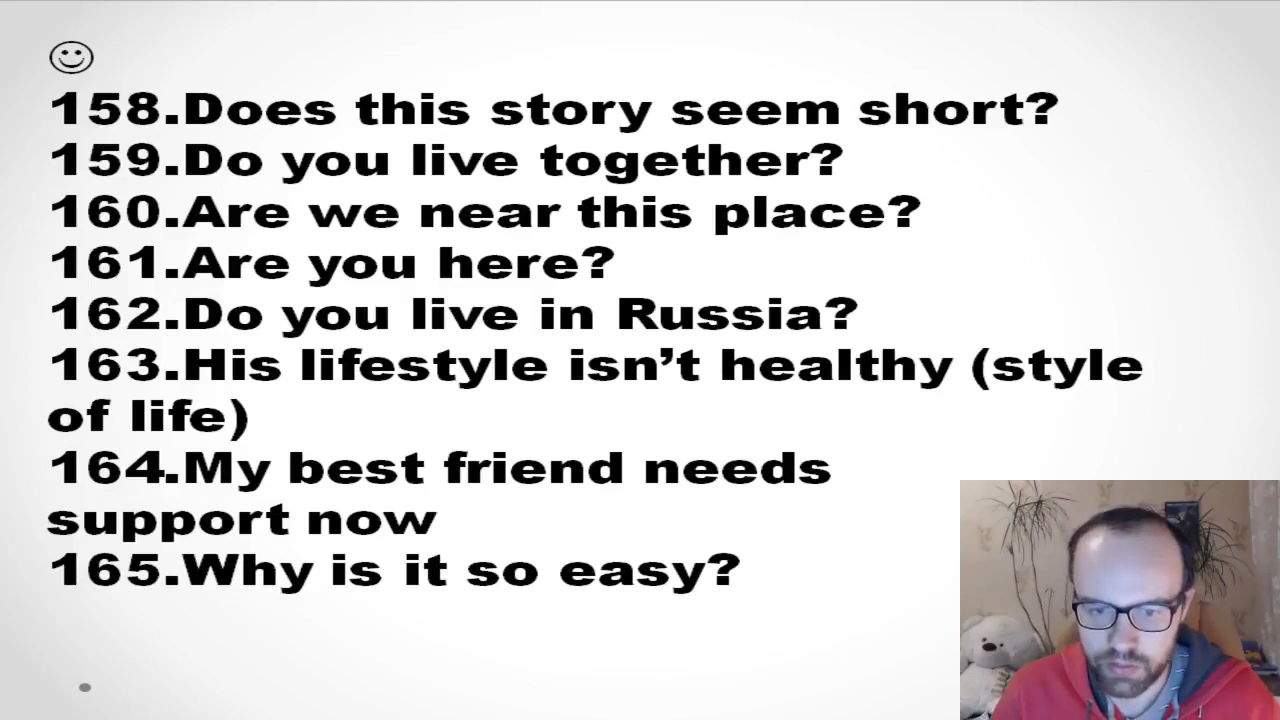 158.Does this story seem short?
159.Do you live together?
160.Are we near this place?
161.Are you here?
162.Do you live in Russia?
163.His lifestyle isn’t healthy (style
of life)
164.My best friend needs
support now
165.Why is it so easy?